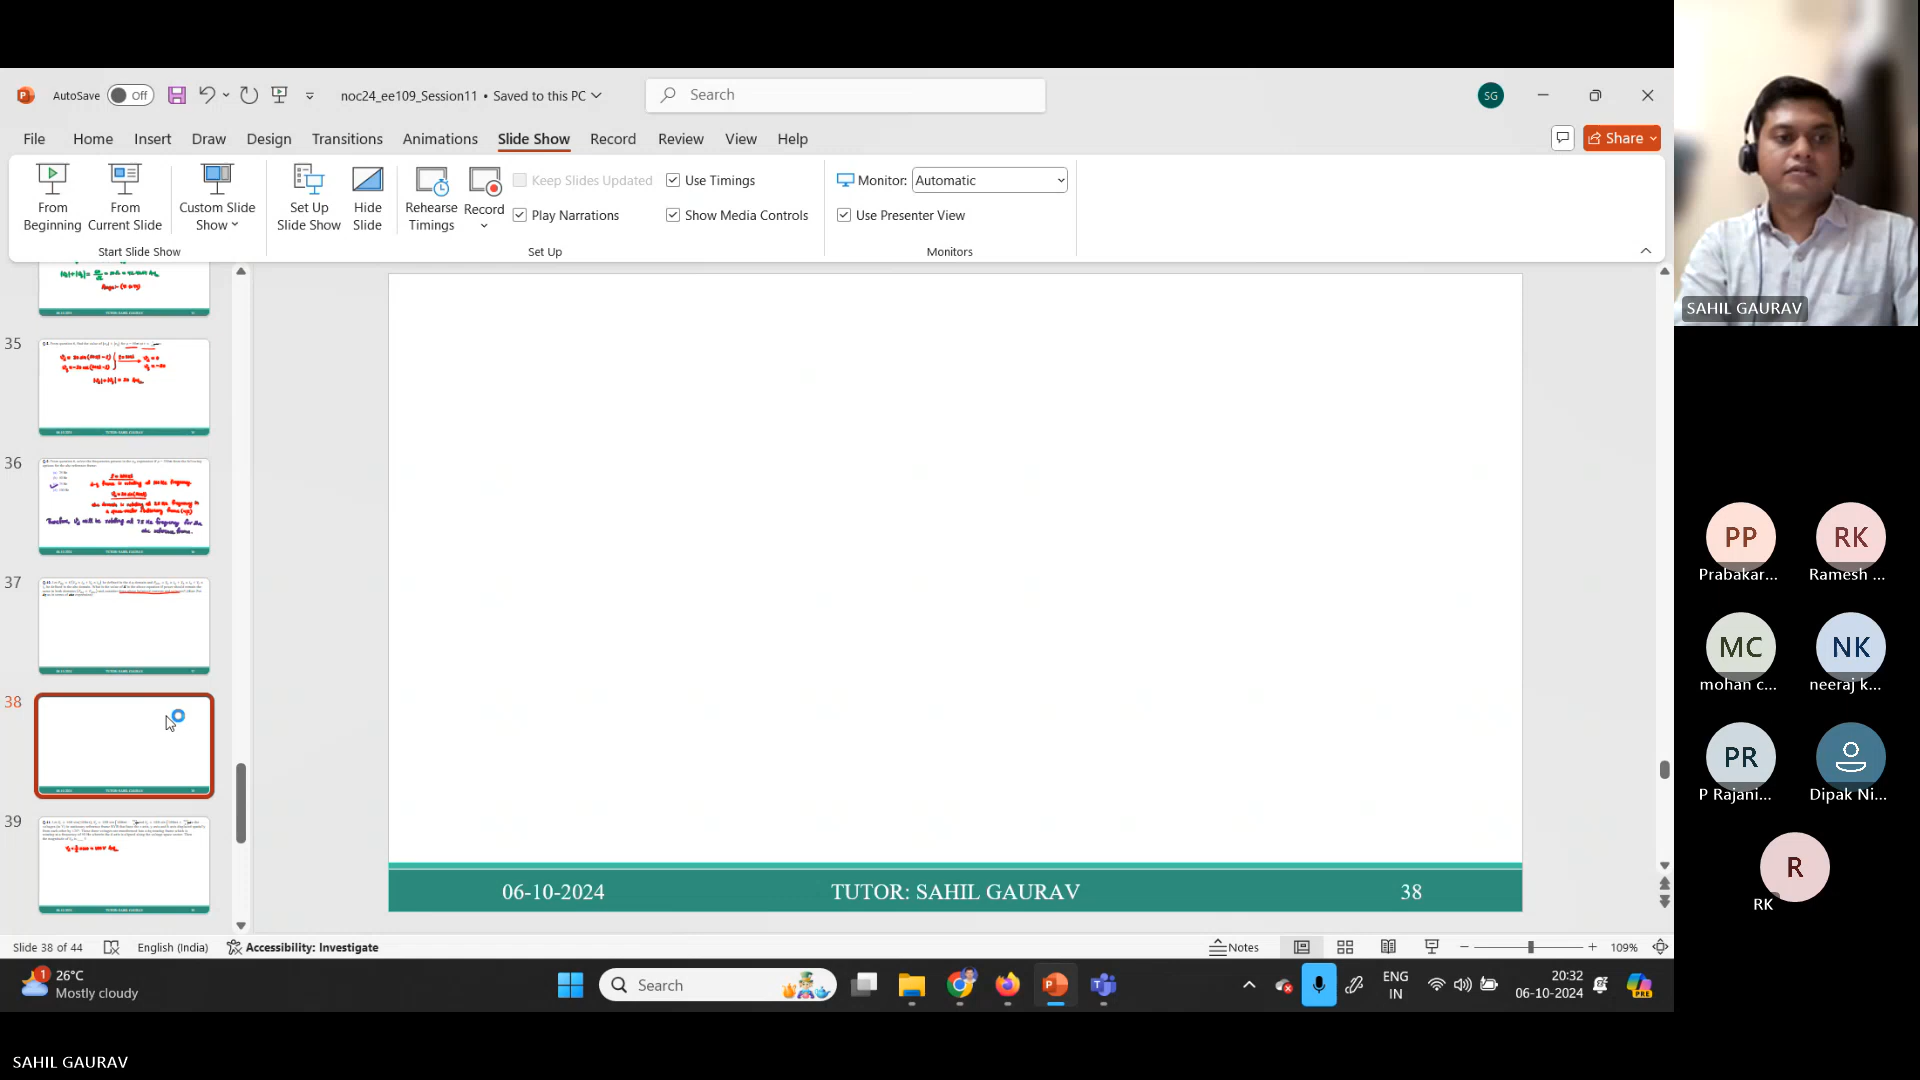 AutoSave Off
noc24_ee109_Session11 • Saved to this PC
Search
SG
File Home Insert Draw Design Transitions Animations Slide Show Record Review View Help
Share
From Beginning
From Current Slide
Custom Slide Show
Set Up Slide Show
Hide Slide
Rehearse Timings
Record
Keep Slides Updated
Use Timings
Play Narrations
Show Media Controls
Monitor: Automatic
Use Presenter View
Start Slide Show
Set Up
Monitors
SAHIL GAURAV
35
36
37
38
39
06-10-2024 TUTOR: SAHIL GAURAV 38
PP
Prabakar...
RK
Ramesh ...
MC
mohan c...
NK
neeraj k...
PR
P Rajani...
Dipak Ni...
R
RK
Slide 38 of 44
English (India)
Accessibility: Investigate
Notes
109%
1
26°C
Mostly cloudy
Search
ENG
IN
20:32
06-10-2024
PRE
SAHIL GAURAV